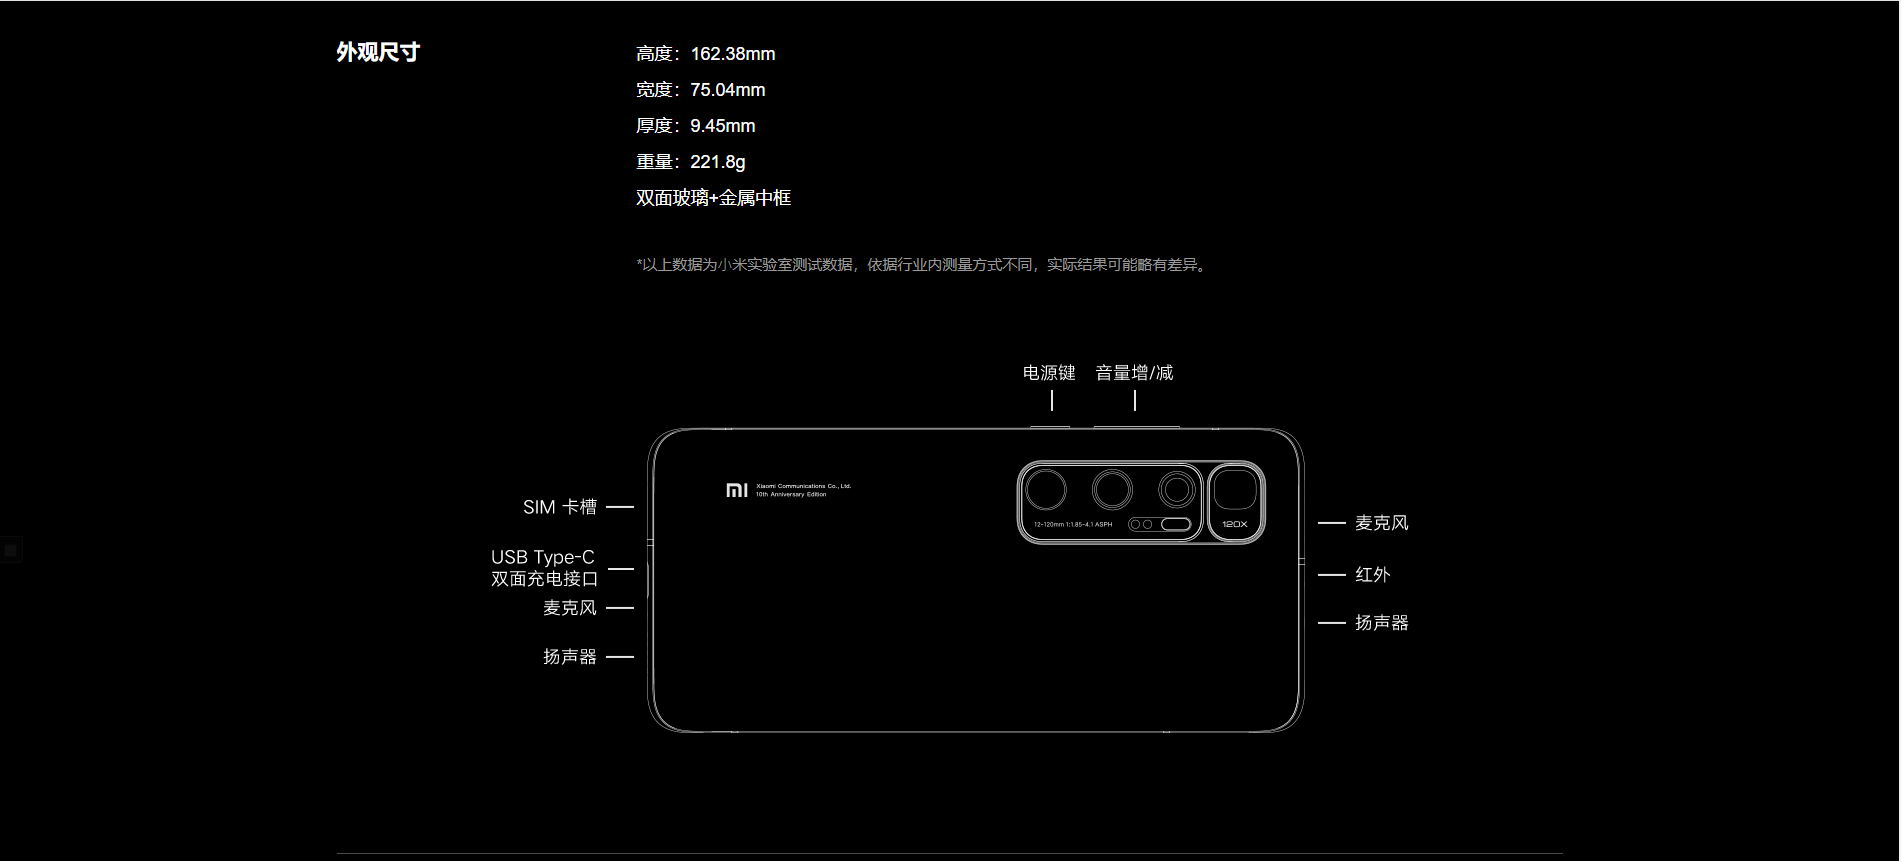 外观尺寸
高度：162.38mm
宽度：75.04mm
厚度：9.45mm
重量：221.8g
双面玻璃+金属中框
*以上数据为小米实验室测试数据，依据行业内测量方式不同，实际结果可能略有差异。
电源键
音量增/减
SIM 卡槽
USB Type-C
双面充电接口
麦克风
扬声器
MI
Xiaomi Communications Co., Ltd.
10th Anniversary Edition
12-120mm 1:1.85-4.1 ASPH
120X
麦克风
红外
扬声器